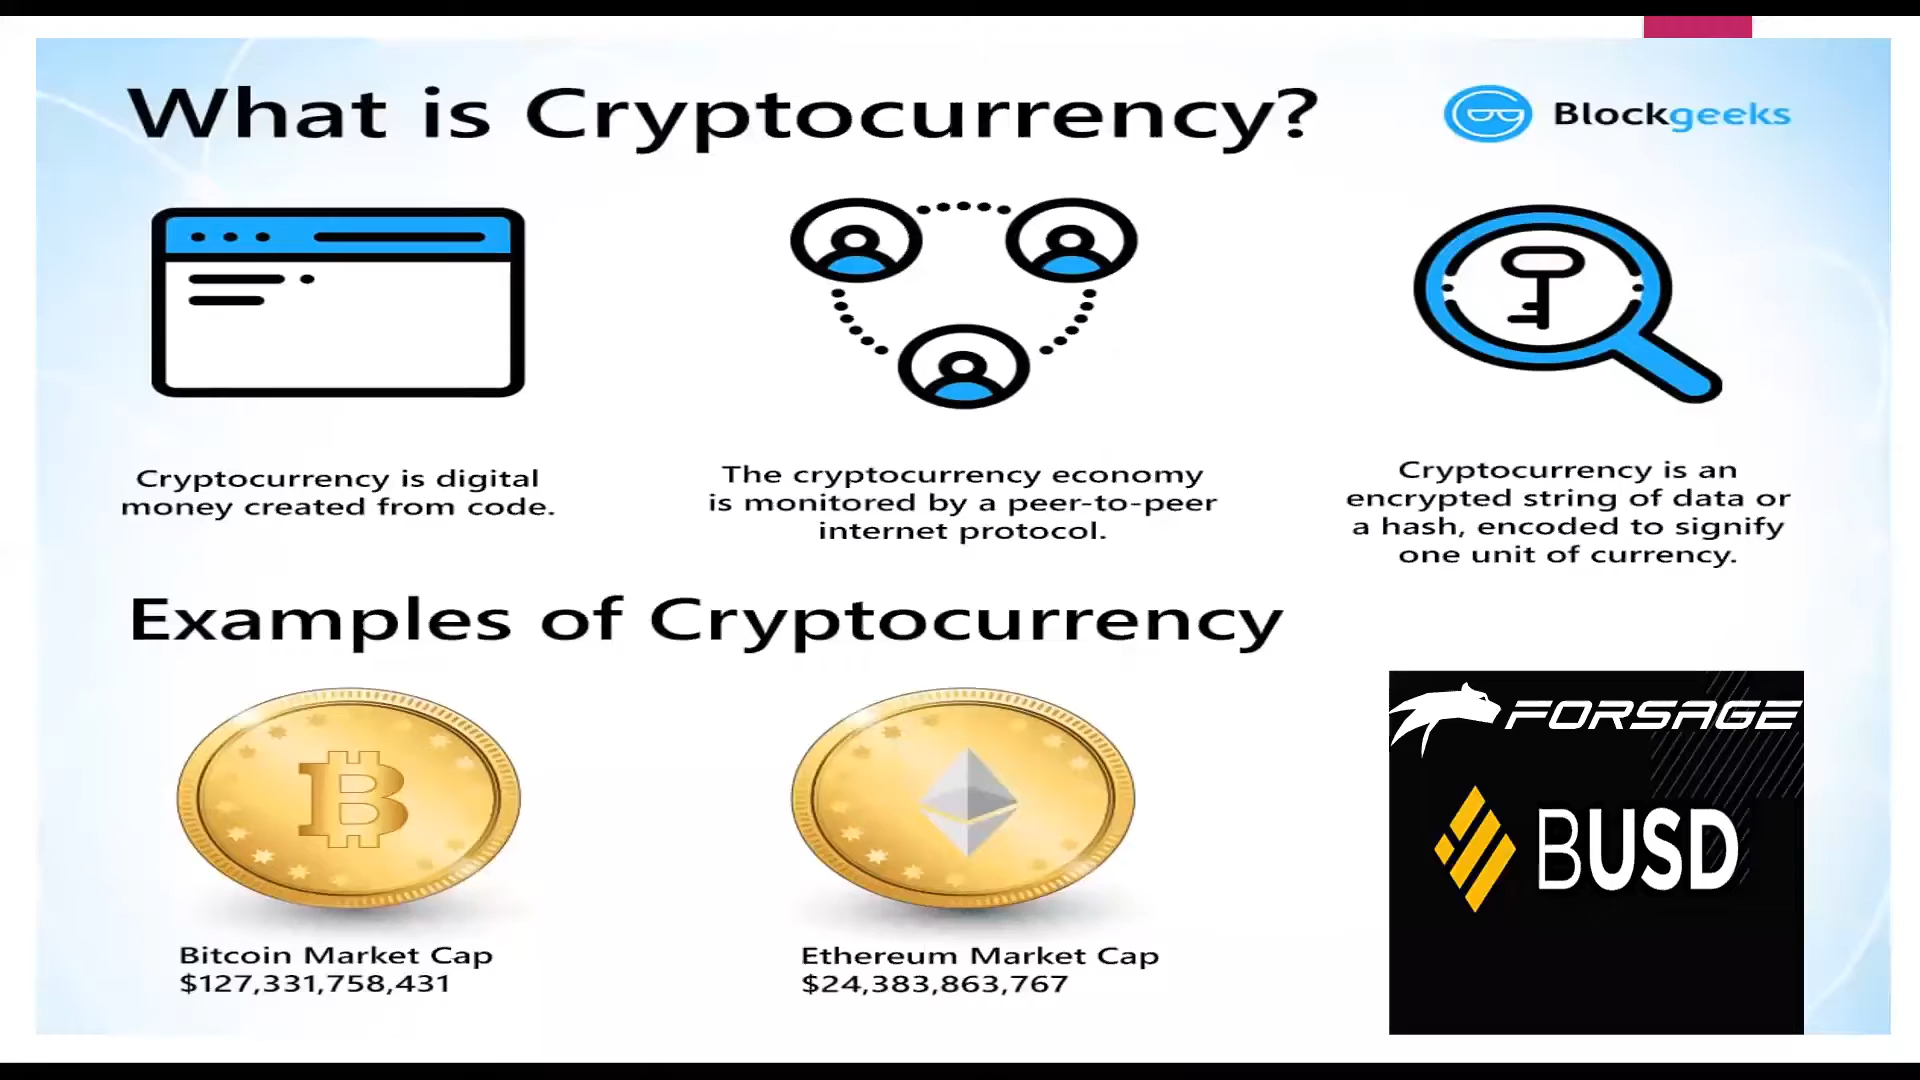 What is Cryptocurrency?
Blockgeeks
Cryptocurrency is digital
money created from code.
The cryptocurrency economy
is monitored by a peer-to-peer
internet protocol.
Cryptocurrency is an
encrypted string of data or
a hash, encoded to signify
one unit of currency.
Examples of Cryptocurrency
FORSAGE
BUSD
Bitcoin Market Cap
$127,331,758,431
Ethereum Market Cap
$24,383,863,767